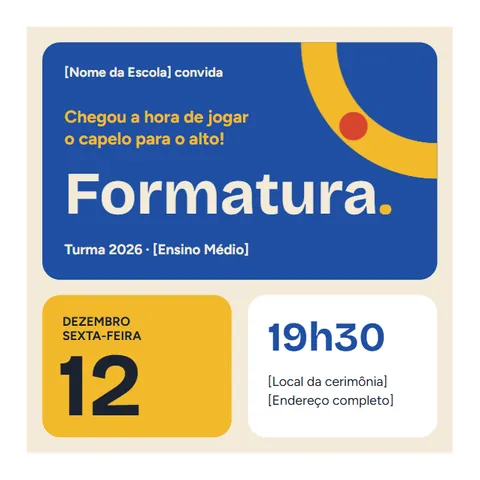 [Nome da Escola] convida
Chegou a hora de jogar
o capelo para o alto!
Formatura.
Turma 2026 · [Ensino Médio]
DEZEMBRO
SEXTA-FEIRA
12
19h30
[Local da cerimônia]
[Endereço completo]